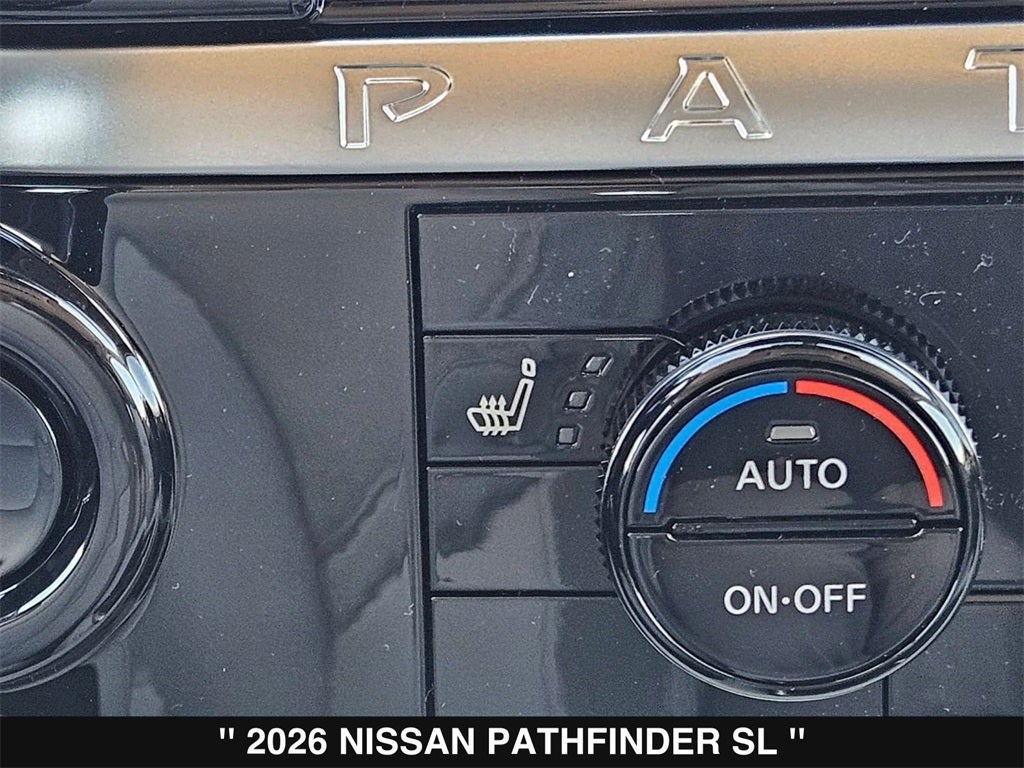 P A T
AUTO
ON·OFF
" 2026 NISSAN PATHFINDER SL "